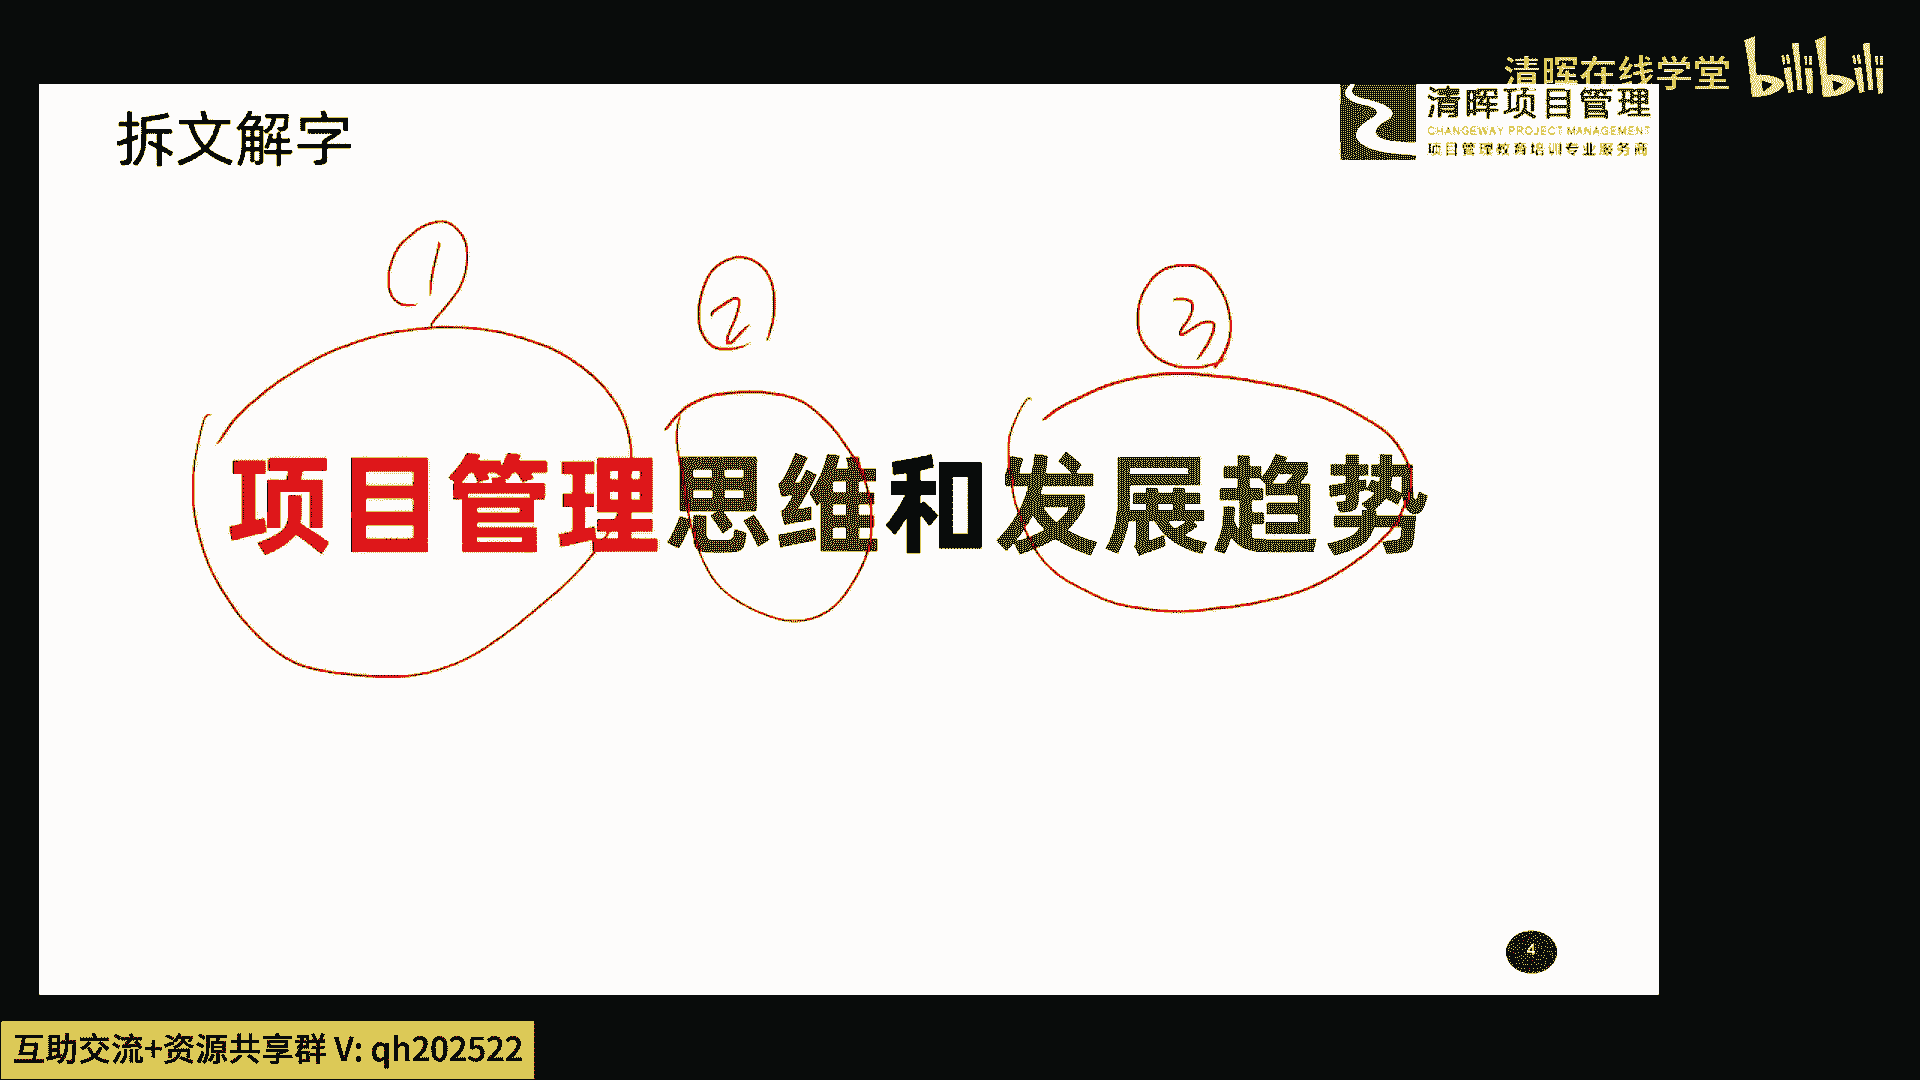 清晖在线学堂 bilibili
拆文解字
清晖项目管理
CHANGEWAY PROJECT MANAGEMENT
项目管理教育培训专业服务商
1
2
3
项目管理思维和发展趋势
4
互助交流+资源共享群 V: qh202522